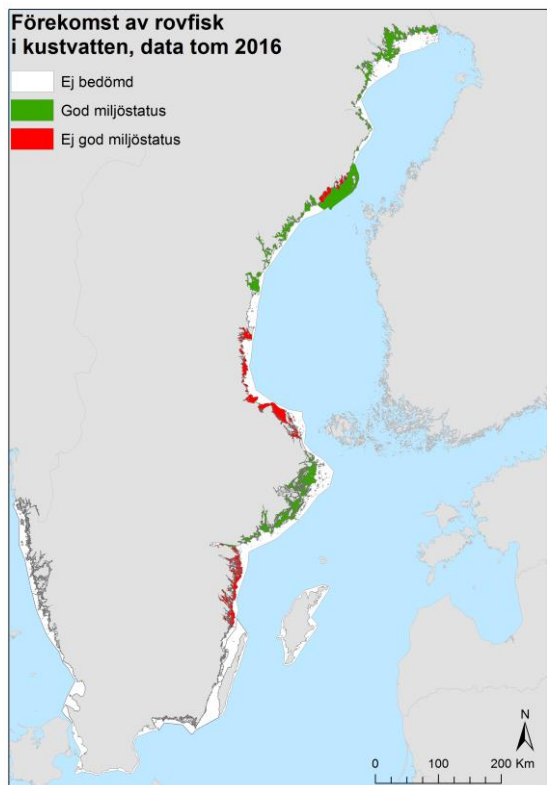 Förekomst av rovfisk
i kustvatten, data tom 2016
Ej bedömd
God miljöstatus
Ej god miljöstatus
N
0 100 200 Km